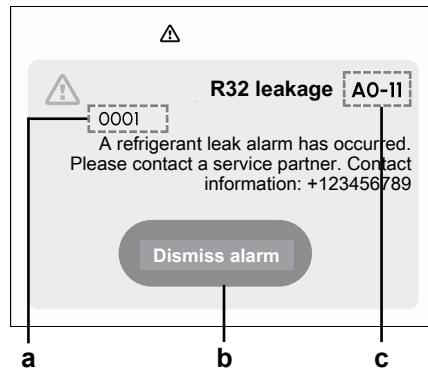 R32 leakage A0-11
0001
A refrigerant leak alarm has occurred.
Please contact a service partner. Contact
information: +123456789
Dismiss alarm
a b c